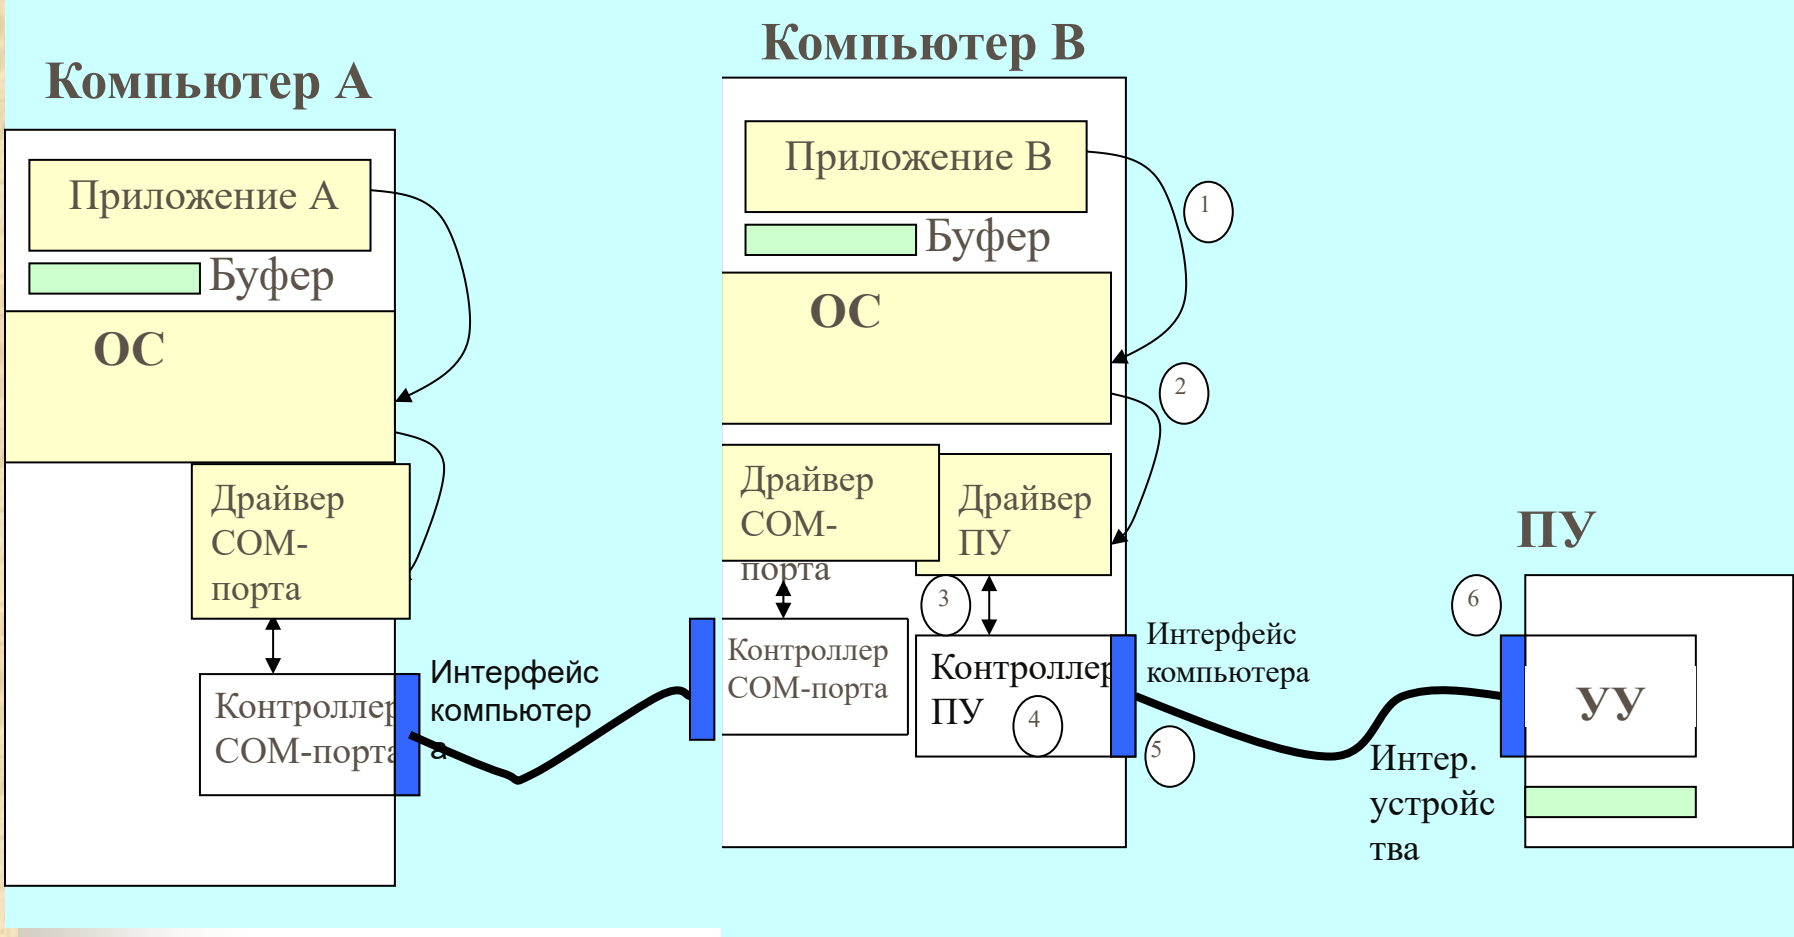 Компьютер А
Приложение А
Буфер
ОС
Драйвер
СОМ-
порта
Контроллер
СОМ-порта
Интерфейс
компьютер
а
Компьютер В
Приложение В
Буфер
ОС
1
2
Драйвер
СОМ-
порта
Драйвер
ПУ
3
Контроллер
СОМ-порта
Контроллер
ПУ
4
Интерфейс
компьютера
5
ПУ
6
УУ
Интер.
устройс
тва